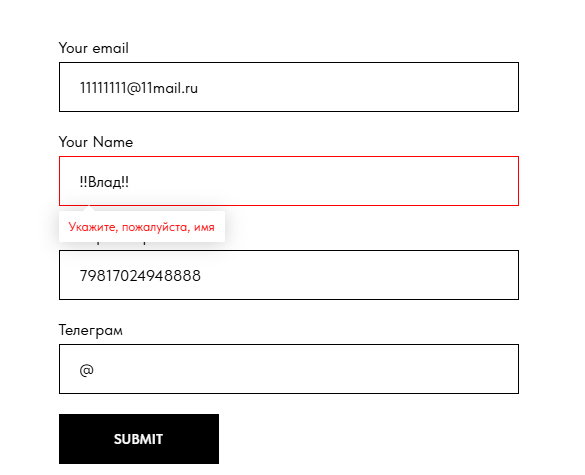 Your email
11111111@11mail.ru
Your Name
!!Влад!!
Укажите, пожалуйста, имя
79817024948888
Телеграм
@
SUBMIT